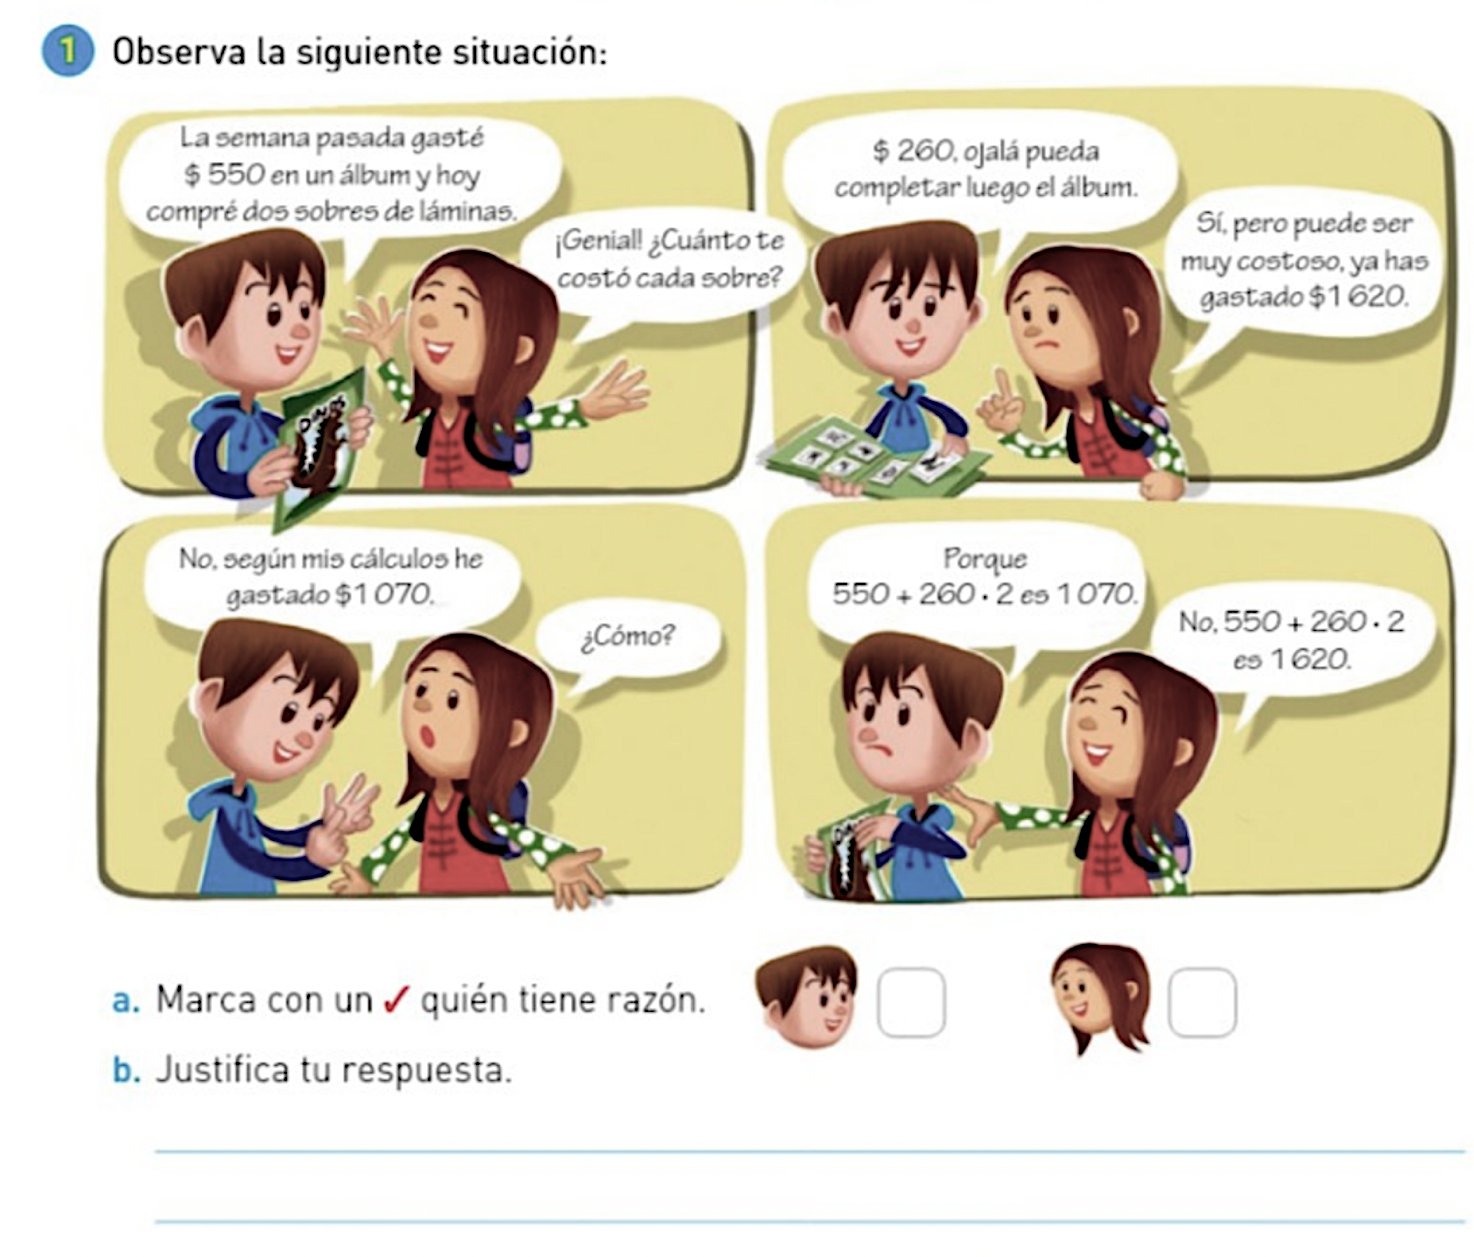 1 Observa la siguiente situación:
La semana pasada gasté
$ 550 en un álbum y hoy
compré dos sobres de láminas.
¡Genial! ¿Cuánto te
costó cada sobre?
$ 260, ojalá pueda
completar luego el álbum.
Sí, pero puede ser
muy costoso, ya has
gastado $1 620.
No, según mis cálculos he
gastado $1 070.
¿Cómo?
Porque
550 + 260 · 2 es 1 070.
No, 550 + 260 · 2
es 1 620.
a. Marca con un ✓ quién tiene razón.
b. Justifica tu respuesta.